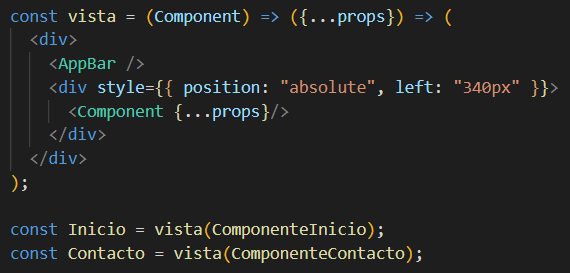 const vista = (Component) => ({...props}) => (
<div>
<AppBar />
<div style={{ position: "absolute", left: "340px" }}>
<Component {...props}/>
</div>
</div>
);
const Inicio = vista(ComponenteInicio);
const Contacto = vista(ComponenteContacto);